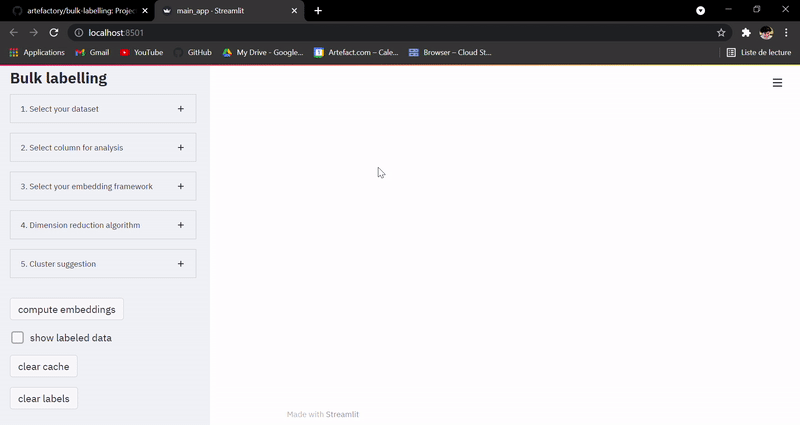 artefactory/bulk-labelling: Projec
main_app · Streamlit
localhost:8501
Applications
Gmail
YouTube
GitHub
My Drive - Google...
Artefact.com – Cale...
Browser – Cloud St...
Liste de lecture
Bulk labelling
1. Select your dataset
2. Select column for analysis
3. Select your embedding framework
4. Dimension reduction algorithm
5. Cluster suggestion
compute embeddings
show labeled data
clear cache
clear labels
Made with Streamlit